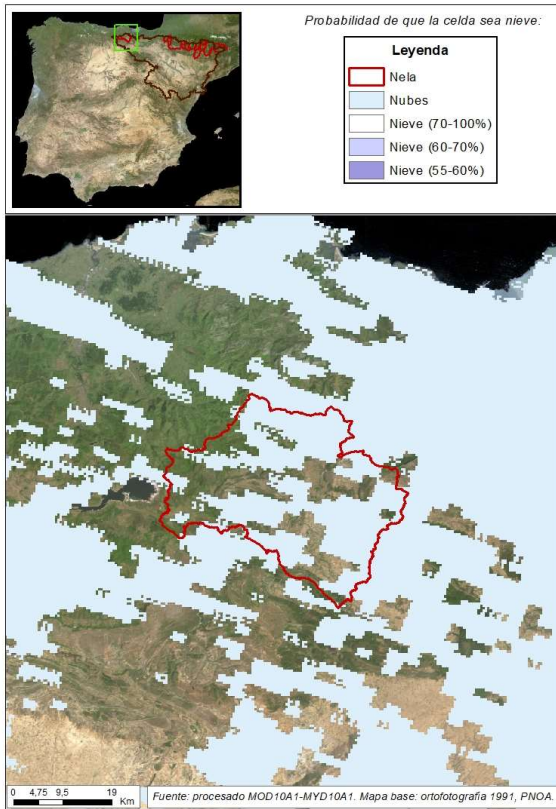 Probabilidad de que la celda sea nieve:
Leyenda
Nela
Nubes
Nieve (70-100%)
Nieve (60-70%)
Nieve (55-60%)
0 4,75 9,5 19
Km
Fuente: procesado MOD10A1-MYD10A1. Mapa base: ortofotografia 1991, PNOA.